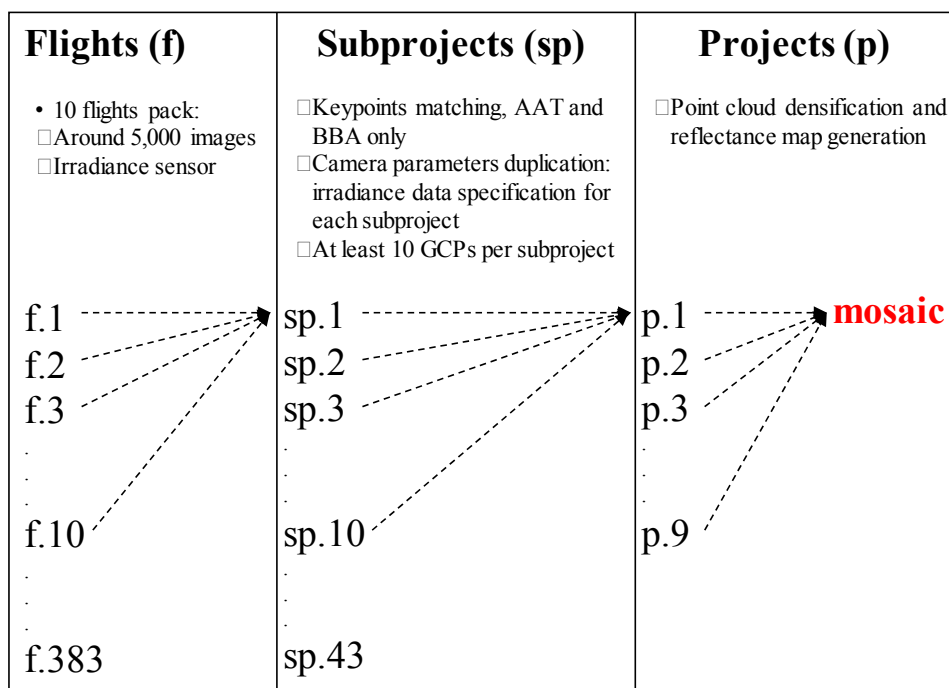 Flights (f)
• 10 flights pack:
□Around 5,000 images
□Irradiance sensor
f.1
f.2
f.3
.
.
.
f.10
.
.
.
f.383
Subprojects (sp)
□Keypoints matching, AAT and
BBA only
□Camera parameters duplication:
irradiance data specification for
each subproject
□At least 10 GCPs per subproject
sp.1
sp.2
sp.3
.
.
.
sp.10
.
.
.
sp.43
Projects (p)
□Point cloud densification and
reflectance map generation
p.1
p.2
p.3
.
.
.
p.9
mosaic